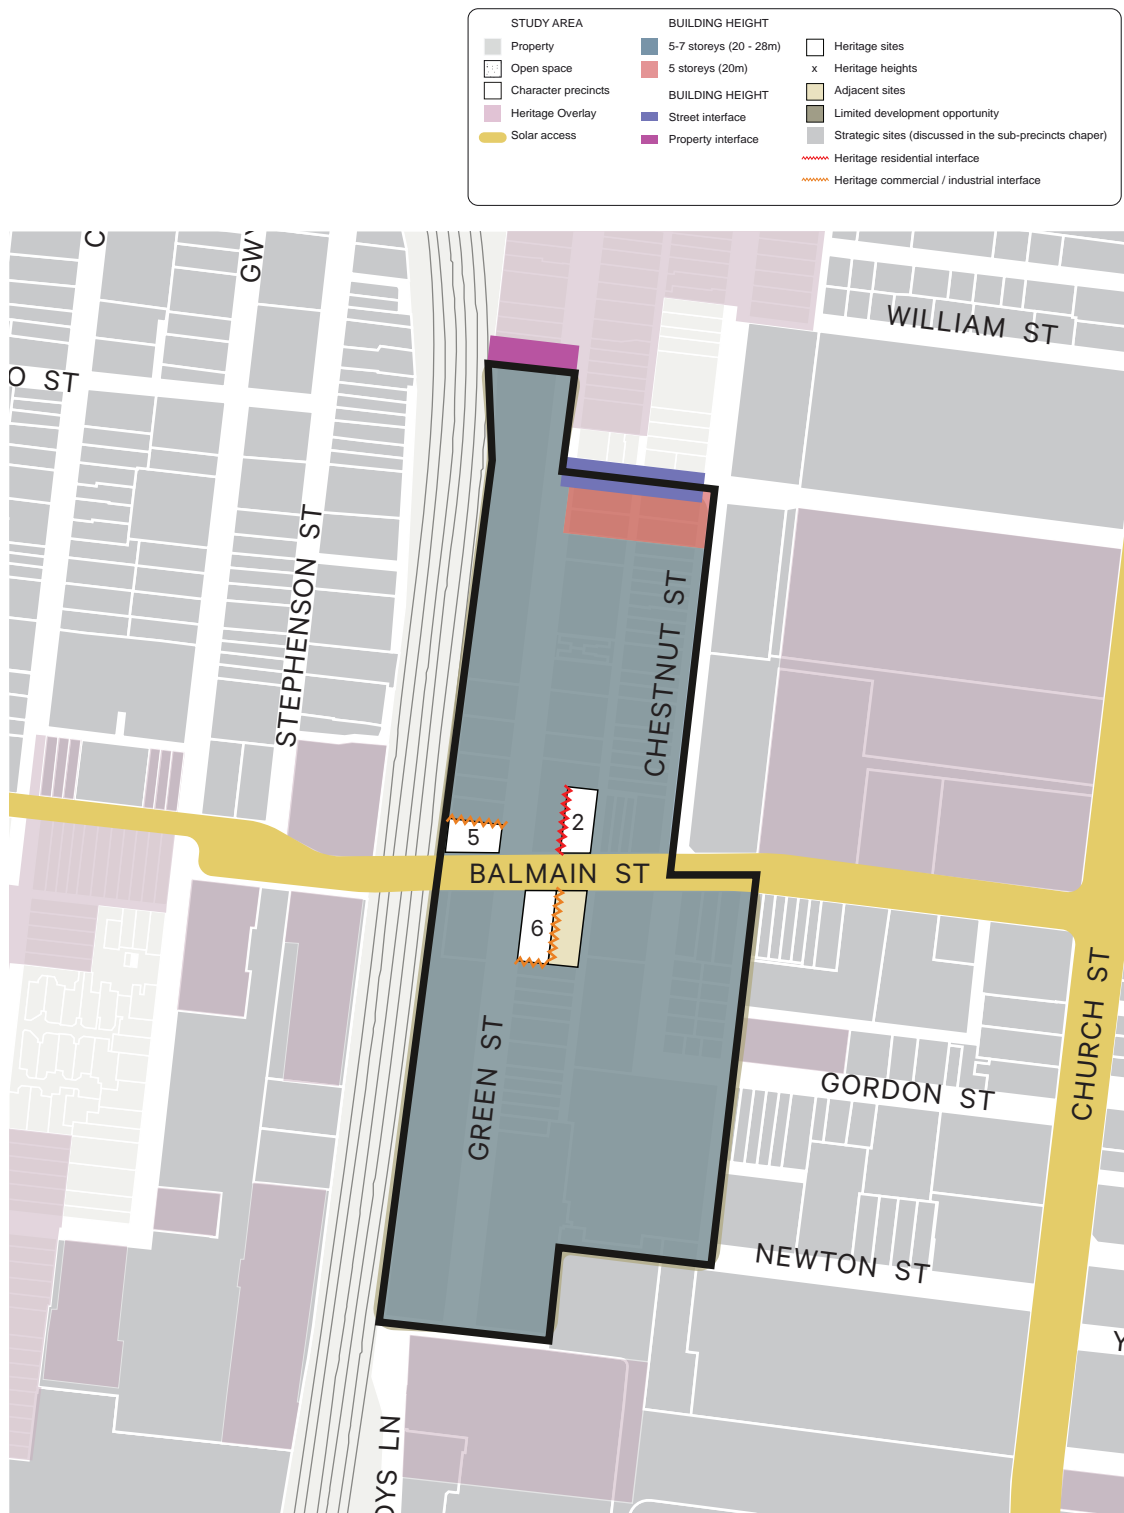 STUDY AREA
Property
Open space
Character precincts
Heritage Overlay
Solar access
BUILDING HEIGHT
5-7 storeys (20 - 28m)
5 storeys (20m)
BUILDING HEIGHT
Street interface
Property interface
Heritage sites
x Heritage heights
Adjacent sites
Limited development opportunity
Strategic sites (discussed in the sub-precincts chaper)
Heritage residential interface
Heritage commercial / industrial interface
C
GWY
WILLIAM ST
O ST
STEPHENSON ST
CHESTNUT ST
2
5
BALMAIN ST
6
GREEN ST
CHURCH ST
GORDON ST
NEWTON ST
Y
OYS LN